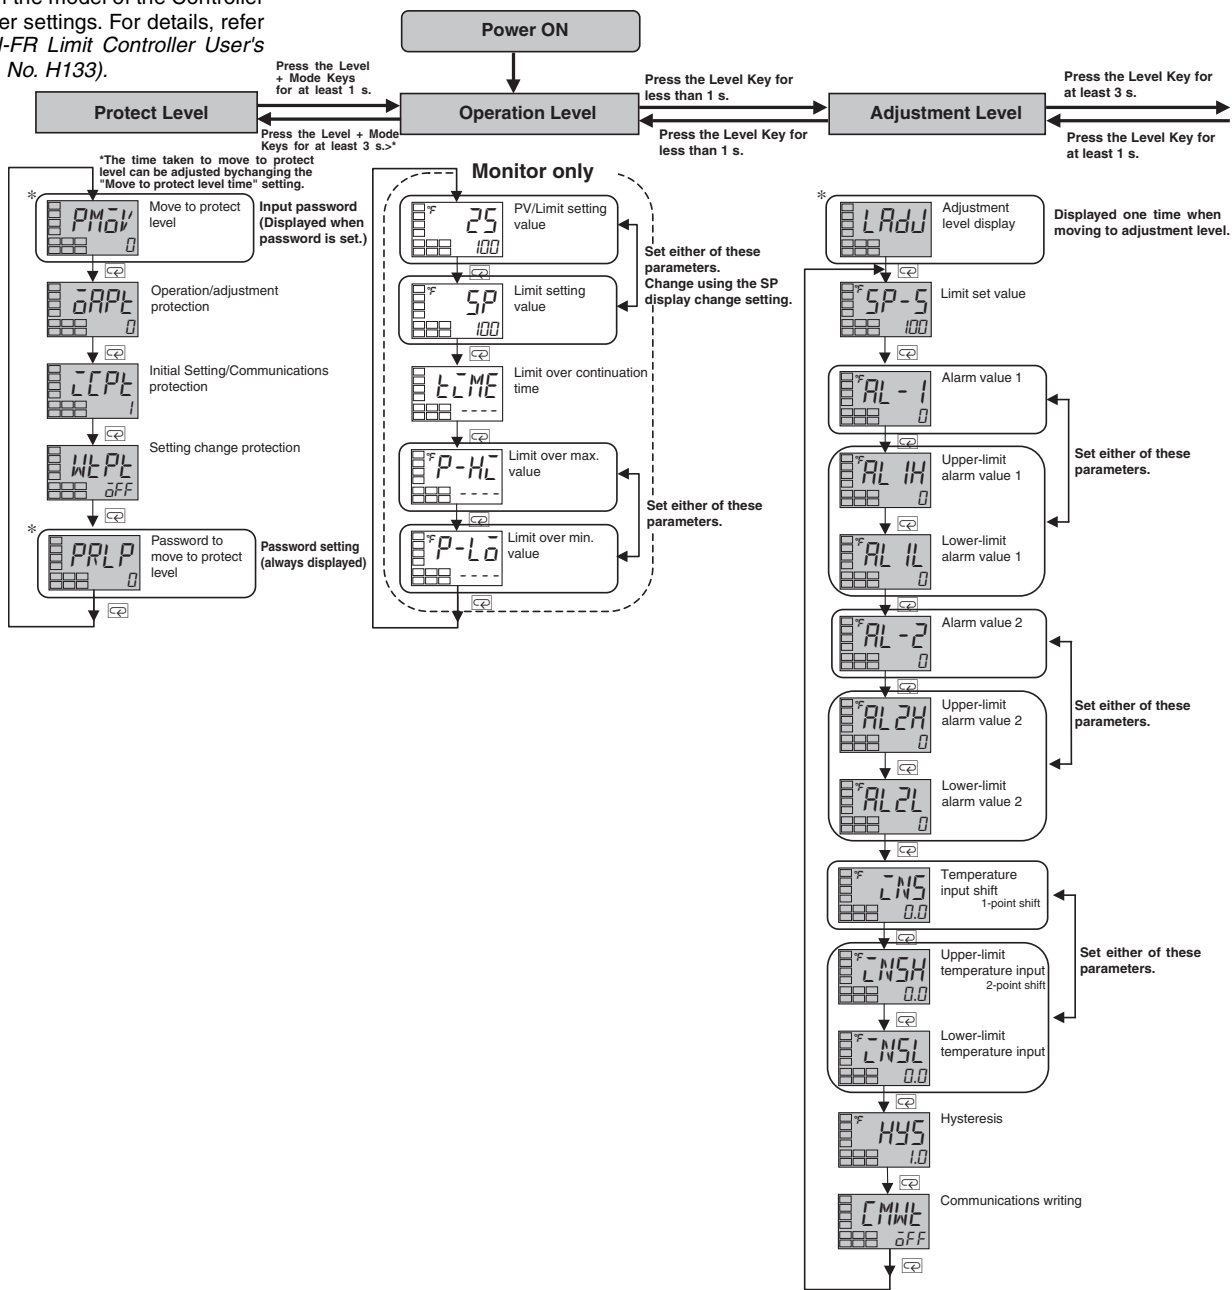 the model of the Controller
er settings. For details, refer
N-FR Limit Controller User's
No. H133).
Power ON
Press the Level
+ Mode Keys
for at least 1 s.
Protect Level
Press the Level + Mode
Keys for at least 3 s.>*
Operation Level
Press the Level Key for
less than 1 s.
Press the Level Key for
less than 1 s.
Adjustment Level
Press the Level Key for
at least 3 s.
Press the Level Key for
at least 1 s.
*The time taken to move to protect
level can be adjusted bychanging the
"Move to protect level time" setting.
*
PMoV
0
Move to protect
level
Input password
(Displayed when
password is set.)
oAPt
0
Operation/adjustment
protection
iCPt
1
Initial Setting/Communications
protection
WtPt
oFF
Setting change protection
*
PRLP
0
Password to
move to protect
level
Password setting
(always displayed)
Monitor only
°F
25
100
PV/Limit setting
value
°F
SP
100
Limit setting
value
Set either of these
parameters.
Change using the SP
display change setting.
tiME
----
Limit over continuation
time
°F
P-Hi
----
Limit over max.
value
°F
P-Lo
----
Limit over min.
value
Set either of these
parameters.
*
LAdJ
Adjustment
level display
Displayed one time when
moving to adjustment level.
°F
SP-S
100
Limit set value
°F
AL-1
0
Alarm value 1
°F
AL1H
0
Upper-limit
alarm value 1
°F
AL1L
0
Lower-limit
alarm value 1
Set either of these
parameters.
°F
AL-2
0
Alarm value 2
°F
AL2H
0
Upper-limit
alarm value 2
°F
AL2L
0
Lower-limit
alarm value 2
Set either of these
parameters.
°F
iNS
0.0
Temperature
input shift
1-point shift
°F
iNSH
0.0
Upper-limit
temperature input
2-point shift
°F
iNSL
0.0
Lower-limit
temperature input
Set either of these
parameters.
°F
HYS
1.0
Hysteresis
CMWt
oFF
Communications writing